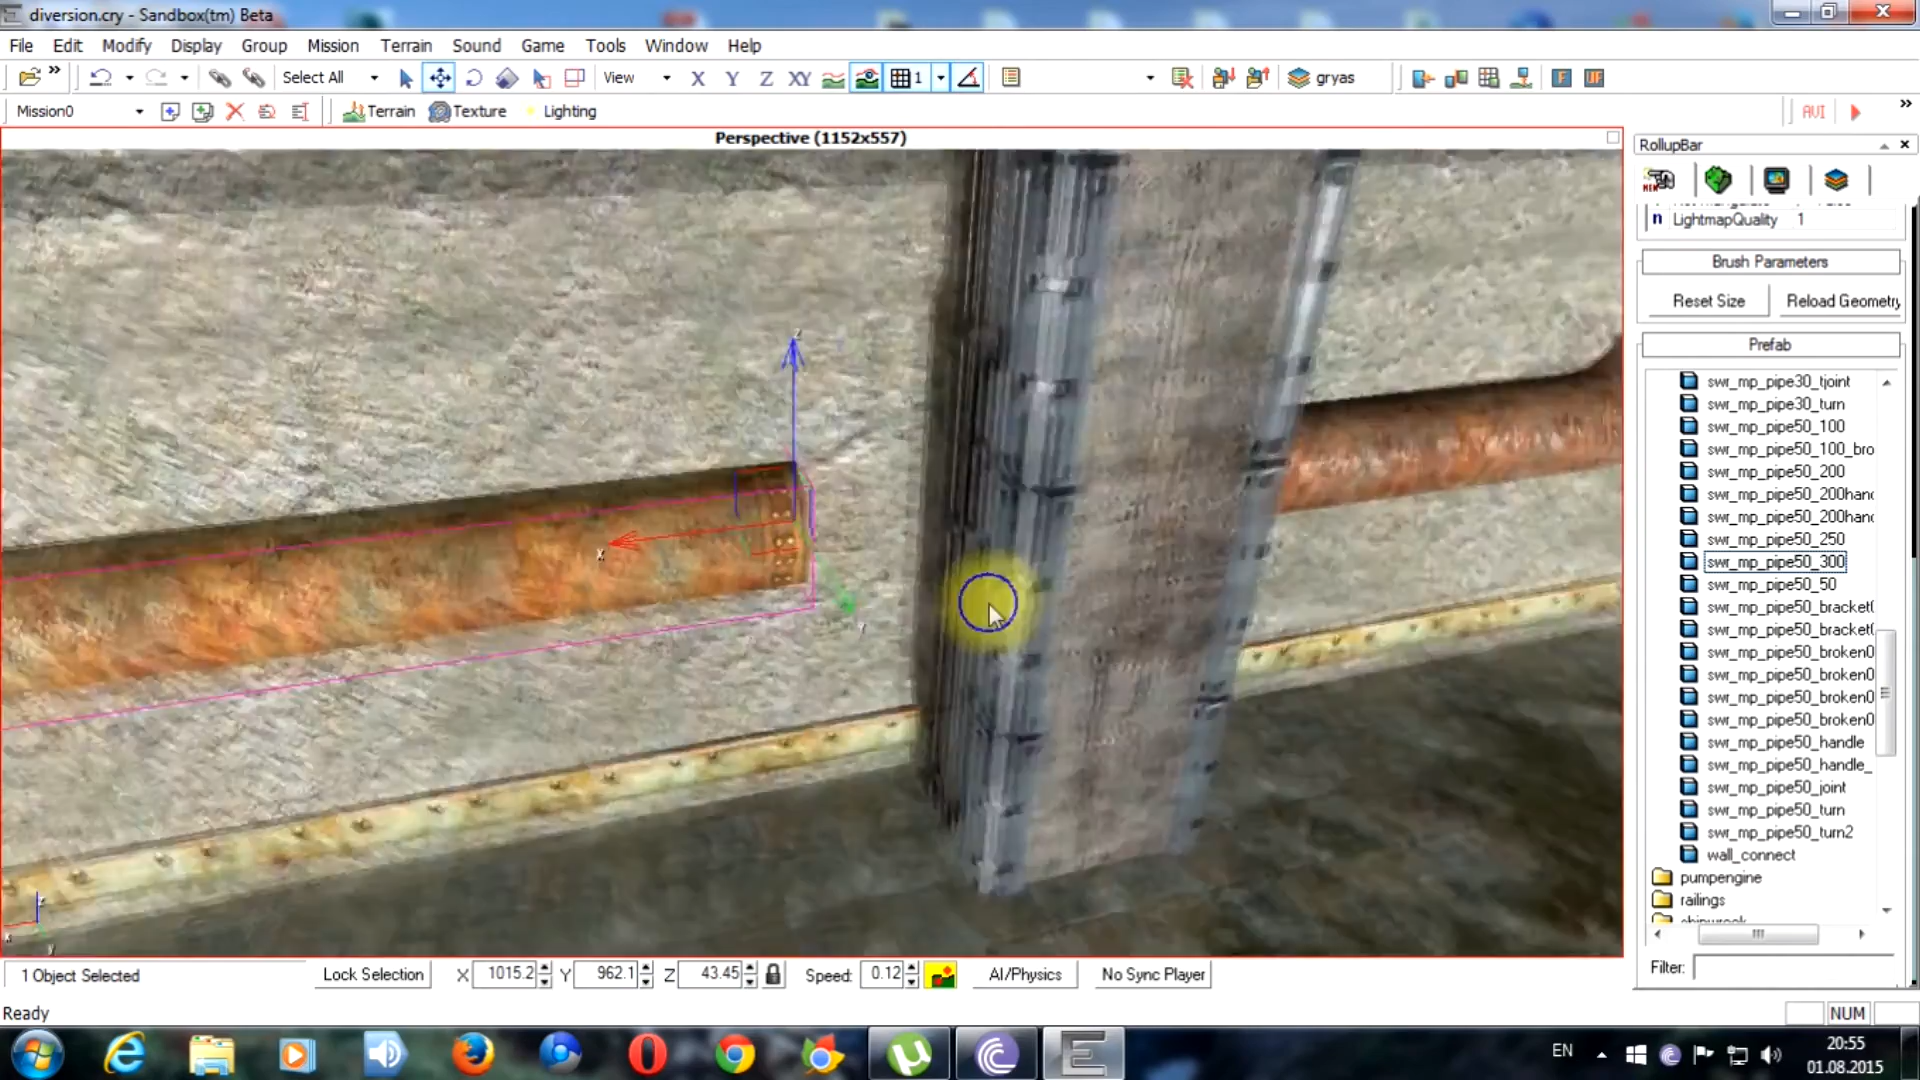 diversion.cry - Sandbox(tm) Beta
File Edit Modify Display Group Mission Terrain Sound Game Tools Window Help
Select All View X Y Z XY 1 gryas F UF
Mission0 Terrain Texture Lighting AVI
Perspective (1152x557)
RollupBar
NEW
LightmapQuality 1
Brush Parameters
Reset Size Reload Geometry
Prefab
swr_mp_pipe30_tjoint
swr_mp_pipe30_turn
swr_mp_pipe50_100
swr_mp_pipe50_100_bro
swr_mp_pipe50_200
swr_mp_pipe50_200hand
swr_mp_pipe50_200hand
swr_mp_pipe50_250
swr_mp_pipe50_300
swr_mp_pipe50_50
swr_mp_pipe50_bracket(
swr_mp_pipe50_bracket(
swr_mp_pipe50_broken0
swr_mp_pipe50_broken0
swr_mp_pipe50_broken0
swr_mp_pipe50_broken0
swr_mp_pipe50_handle
swr_mp_pipe50_handle_
swr_mp_pipe50_joint
swr_mp_pipe50_turn
swr_mp_pipe50_turn2
wall_connect
pumpengine
railings
Filter:
z
x
y
1 Object Selected Lock Selection X 1015.2 Y 962.1 Z 43.45 Speed: 0.12 AI/Physics No Sync Player
Ready NUM
EN 20:55
01.08.2015